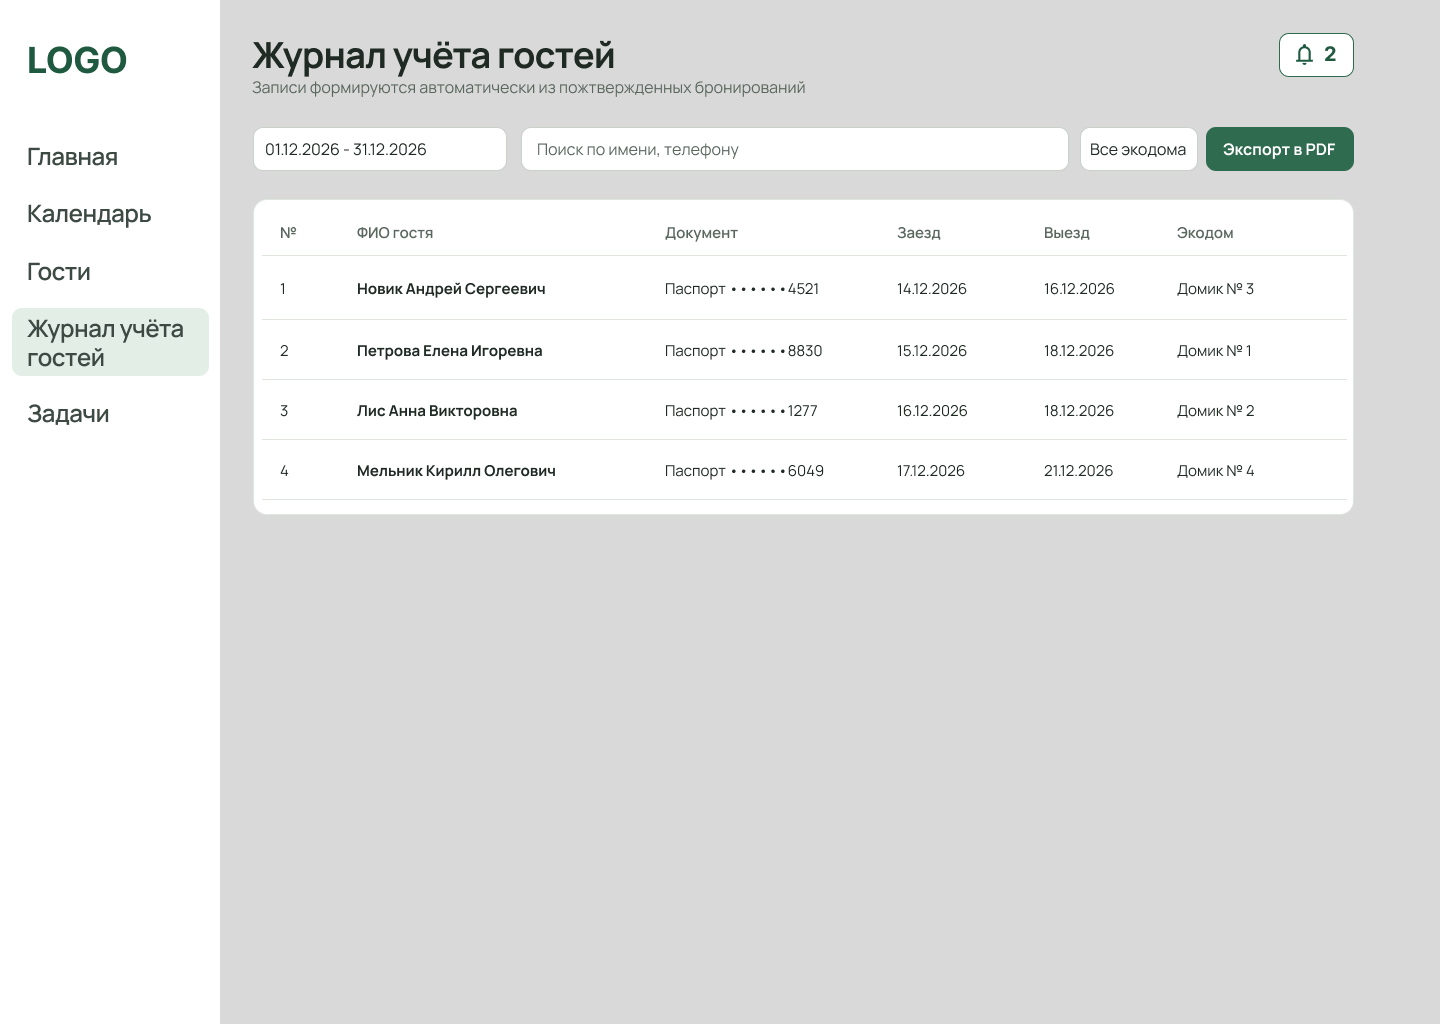 LOGO
Главная
Календарь
Гости
Журнал учёта
гостей
Задачи
Журнал учёта гостей
Записи формируются автоматически из пожтвержденных бронирований
2
01.12.2026 - 31.12.2026
Поиск по имени, телефону
Все экодома
Экспорт в PDF
№ ФИО гостя Документ Заезд Выезд Экодом
1 Новик Андрей Сергеевич Паспорт ••••••4521 14.12.2026 16.12.2026 Домик № 3
2 Петрова Елена Игоревна Паспорт ••••••8830 15.12.2026 18.12.2026 Домик № 1
3 Лис Анна Викторовна Паспорт ••••••1277 16.12.2026 18.12.2026 Домик № 2
4 Мельник Кирилл Олегович Паспорт ••••••6049 17.12.2026 21.12.2026 Домик № 4